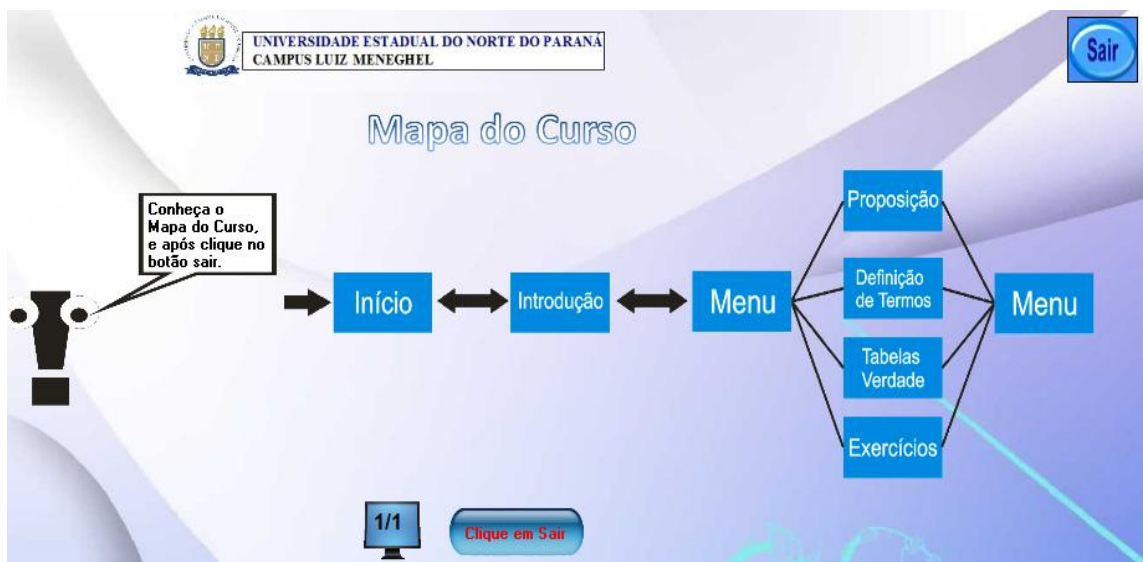 UNIVERSIDADE ESTADUAL DO NORTE DO PARANÁ
CAMPUS LUIZ MENEGHEL
Sair
Mapa do Curso
Conheça o
Mapa do Curso,
e após clique no
botão sair.
Início
Introdução
Menu
Proposição
Definição
de Termos
Tabelas
Verdade
Exercícios
Menu
1/1
Clique em Sair